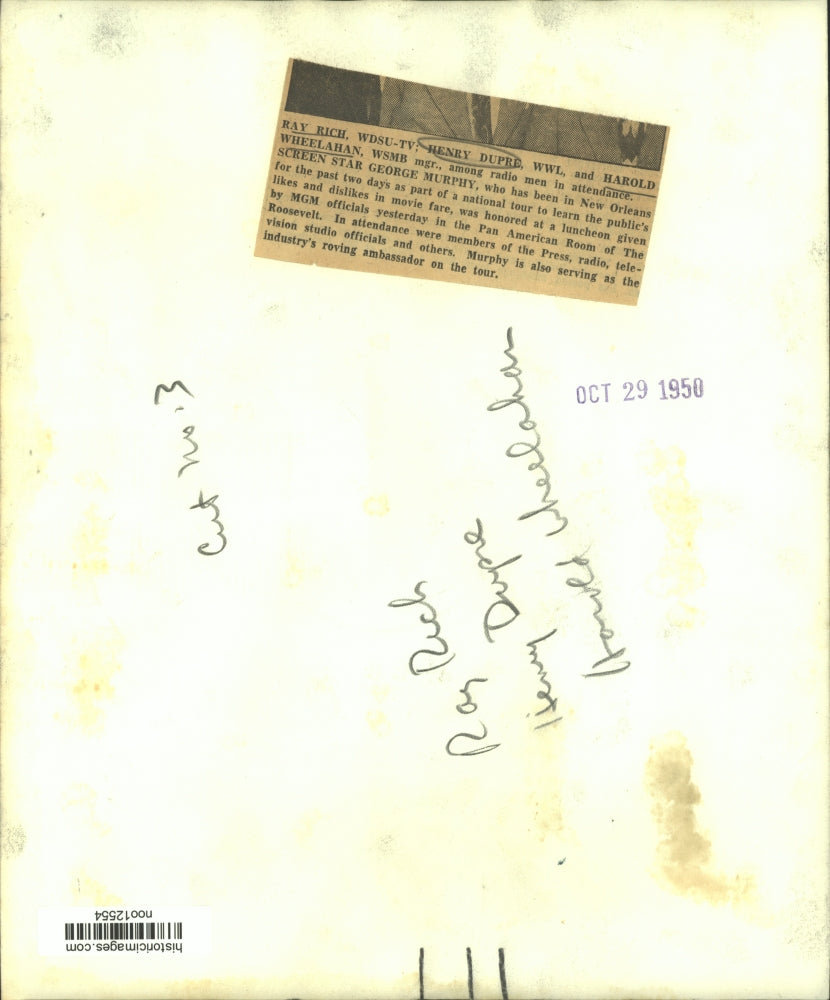 RAY RICH, WDSU-TV; HENRY DUPRE, WWL, and HAROLD
WHEELAHAN, WSMB mgr., among radio men in attendance.
SCREEN STAR GEORGE MURPHY, who has been in New Orleans
for the past two days as part of a national tour to learn the public's
likes and dislikes in movie fare, was honored at a luncheon given
by MGM officials yesterday in the Pan American Room of The
Roosevelt. In attendance were members of the Press, radio, tele-
vision studio officials and others. Murphy is also serving as the
industry's roving ambassador on the tour.
OCT 29 1950
Cut no. 3
Ray Rich
Henry Dupre
Harold Wheelahan
historicimages.com
noo12554